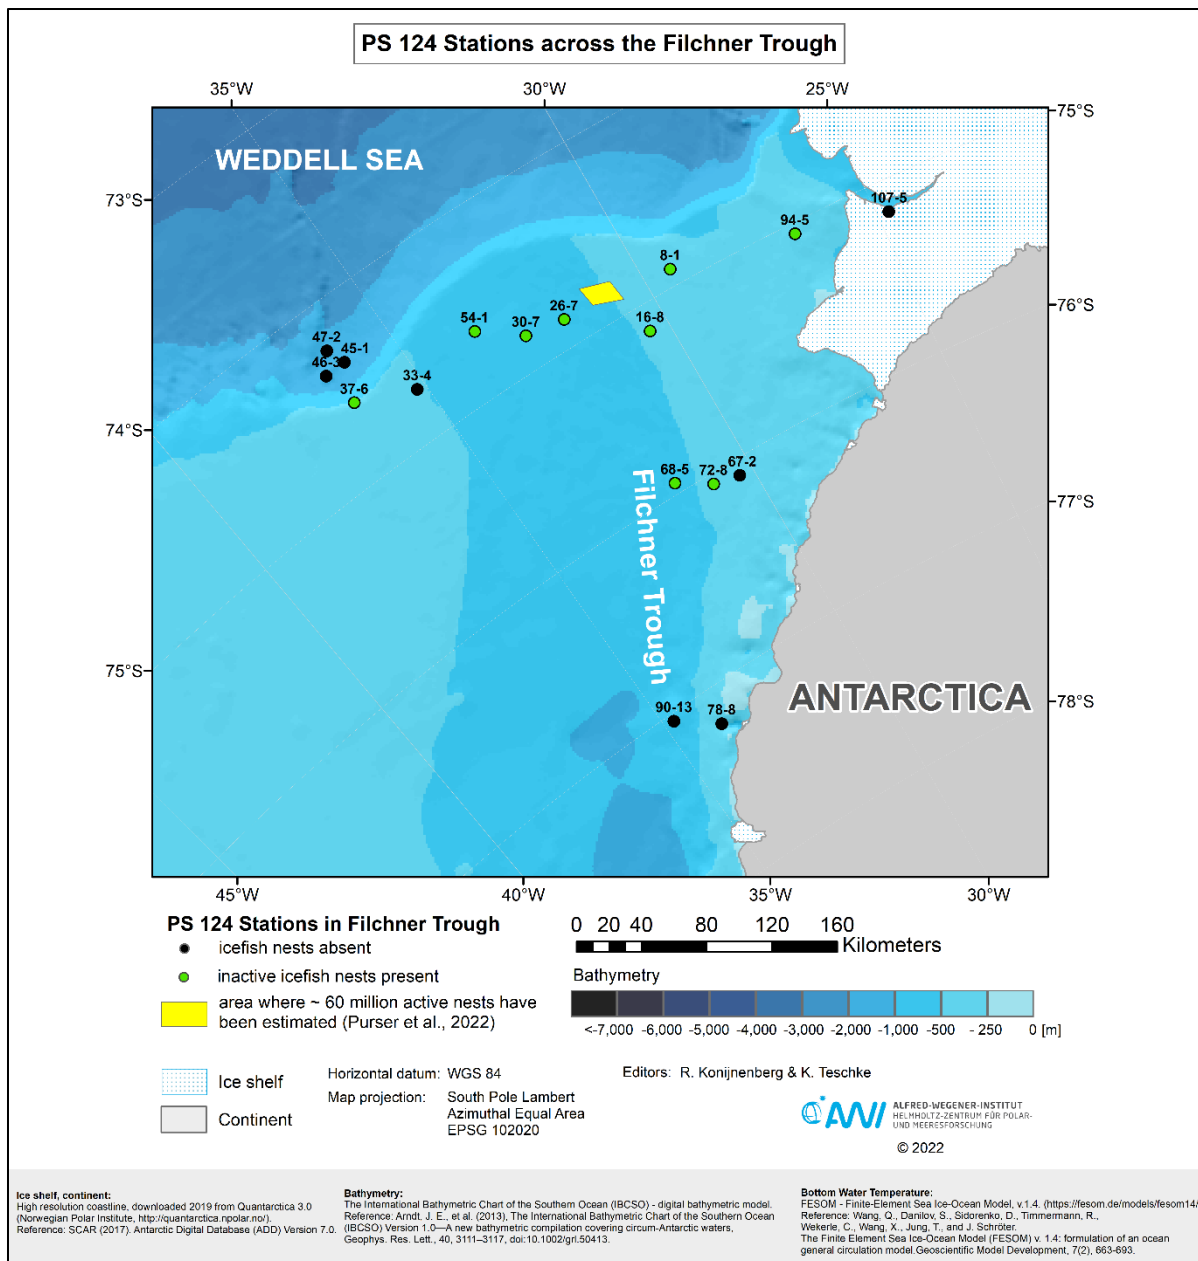 PS 124 Stations across the Filchner Trough
35°W
30°W
25°W
75°S
WEDDELL SEA
73°S
107-5
94-5
8-1
76°S
26-7
54-1
30-7
16-8
47-2
45-1
46-3
33-4
37-6
74°S
67-2
68-5
72-8
77°S
Filchner Trough
75°S
ANTARCTICA
78°S
90-13
78-8
45°W
40°W
35°W
30°W
PS 124 Stations in Filchner Trough
icefish nests absent
inactive icefish nests present
area where ~ 60 million active nests have
been estimated (Purser et al., 2022)
0 20 40 80 120 160
Kilometers
Bathymetry
<-7,000 -6,000 -5,000 -4,000 -3,000 -2,000 -1,000 -500 - 250 0 [m]
Ice shelf
Continent
Horizontal datum: WGS 84
Map projection: South Pole Lambert
Azimuthal Equal Area
EPSG 102020
Editors: R. Konijnenberg & K. Teschke
AWI
ALFRED-WEGENER-INSTITUT
HELMHOLTZ-ZENTRUM FÜR POLAR-
UND MEERESFORSCHUNG
© 2022
Ice shelf, continent:
High resolution coastline, downloaded 2019 from Quantarctica 3.0
(Norwegian Polar Institute, http://quantarctica.npolar.no/).
Reference: SCAR (2017). Antarctic Digital Database (ADD) Version 7.0.
Bathymetry:
The International Bathymetric Chart of the Southern Ocean (IBCSO) - digital bathymetric model.
Reference: Arndt. J. E., et al. (2013), The International Bathymetric Chart of the Southern Ocean
(IBCSO) Version 1.0—A new bathymetric compilation covering circum-Antarctic waters,
Geophys. Res. Lett., 40, 3111–3117, doi:10.1002/grl.50413.
Bottom Water Temperature:
FESOM - Finite-Element Sea Ice-Ocean Model, v.1.4. (https://fesom.de/models/fesom14/
Reference: Wang, Q., Danilov, S., Sidorenko, D., Timmermann, R.,
Wekerle, C., Wang, X., Jung, T., and J. Schröter.
The Finite Element Sea Ice-Ocean Model (FESOM) v. 1.4: formulation of an ocean
general circulation model.Geoscientific Model Development, 7(2), 663-693.